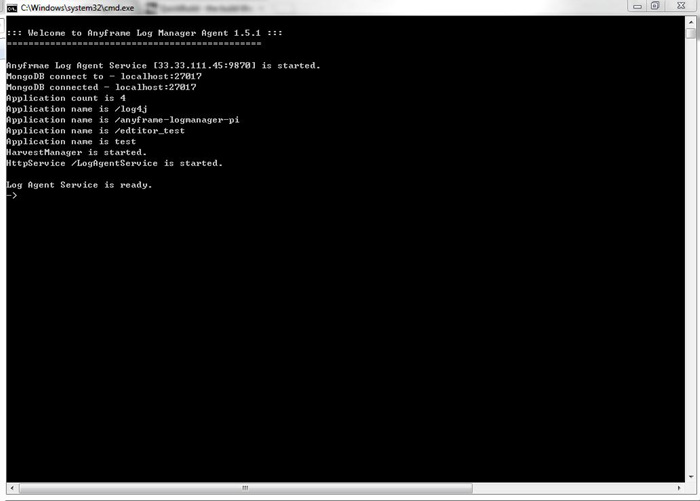 C:\Windows\system32\cmd.exe
::: Welcome to Anyframe Log Manager Agent 1.5.1 :::
==================================================
Anyfrmae Log Agent Service [33.33.111.45:9870] is started.
MongoDB connect to - localhost:27017
MongoDB connected - localhost:27017
Application count is 4
Application name is /log4j
Application name is /anyframe-logmanager-pi
Application name is /edtitor_test
Application name is test
HarvestManager is started.
HttpService /LogAgentService is started.
Log Agent Service is ready.
->